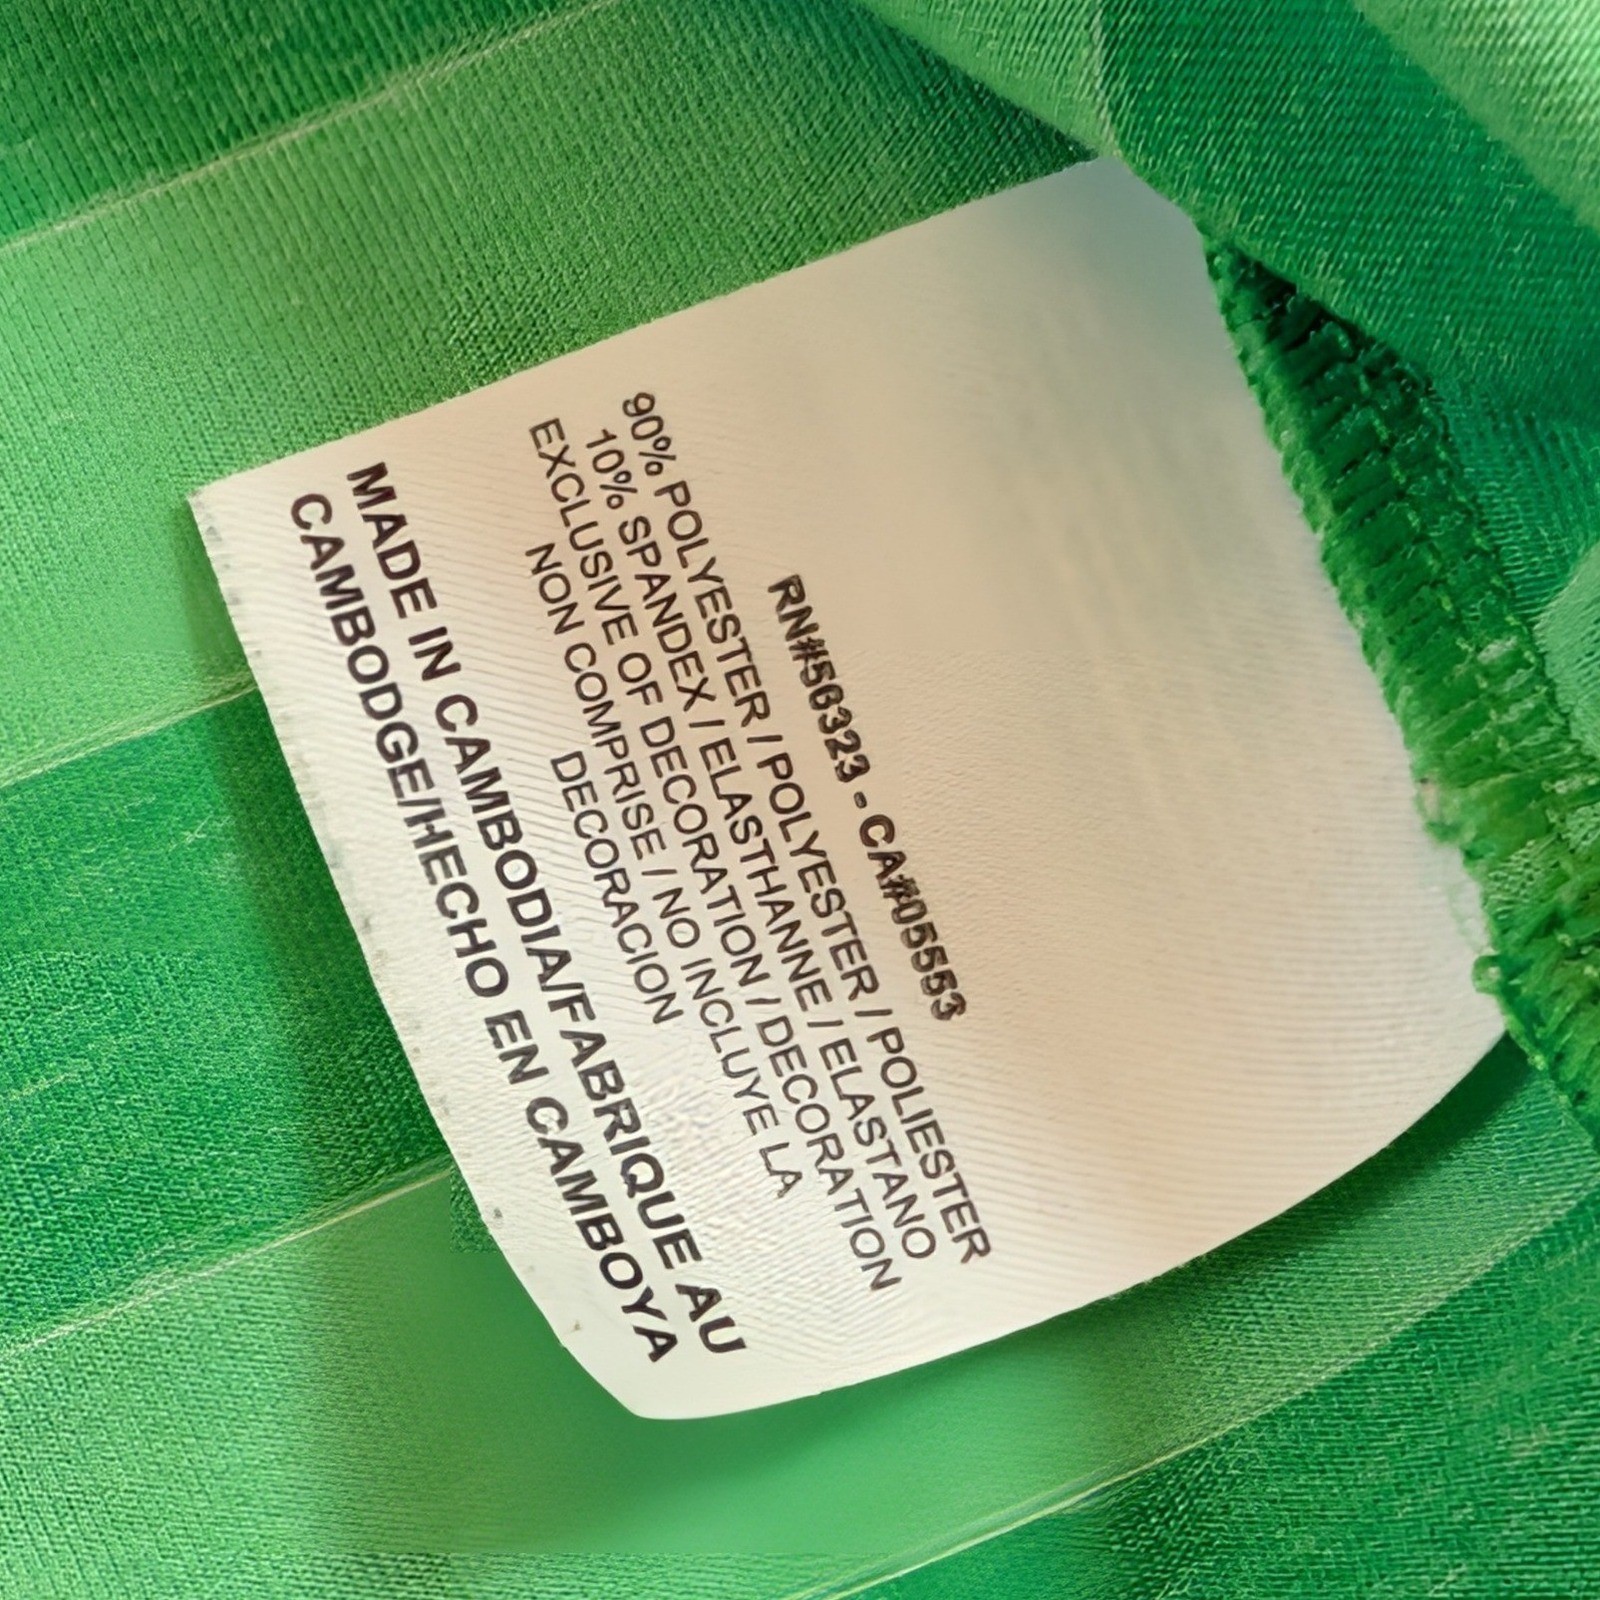 RN#56323 - CA#05553
90% POLYESTER / POLYESTER / POLIESTER
10% SPANDEX / ELASTHANNE / ELASTANO
EXCLUSIVE OF DECORATION / DECORATION
NON COMPRISE / NO INCLUYE LA
DECORACION
MADE IN CAMBODIA/FABRIQUE AU
CAMBODGE/HECHO EN CAMBOYA